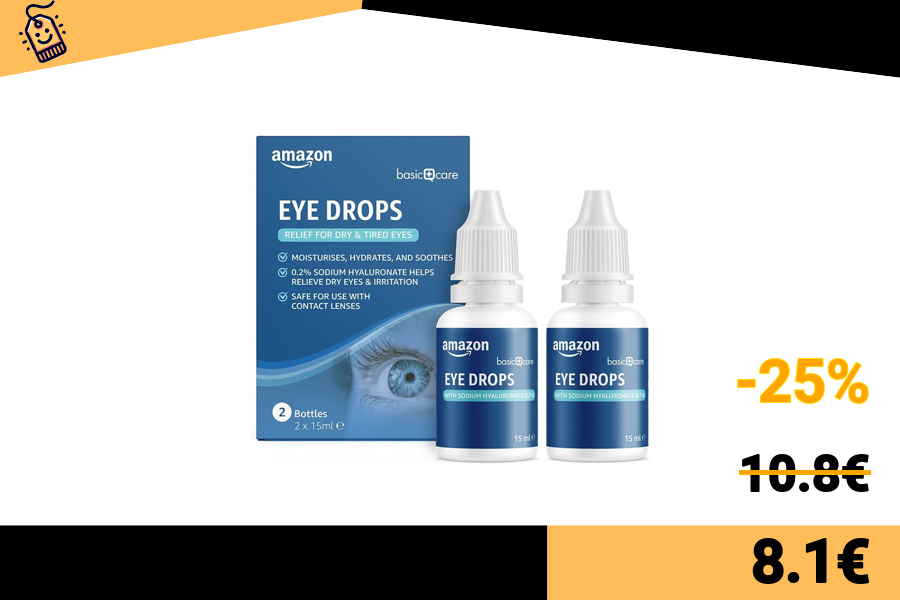 amazon
basic care
EYE DROPS
RELIEF FOR DRY & TIRED EYES
MOISTURISES, HYDRATES, AND SOOTHES
0.2% SODIUM HYALURONATE HELPS
RELIEVE DRY EYES & IRRITATION
SAFE FOR USE WITH
CONTACT LENSES
2 Bottles
2 x 15ml ℮
amazon
basic care
EYE DROPS
WITH SODIUM HYALURONATE 0.2%
15 ml ℮
amazon
basic care
EYE DROPS
WITH SODIUM HYALURONATE 0.2%
15 ml ℮
-25%
10.8€
8.1€